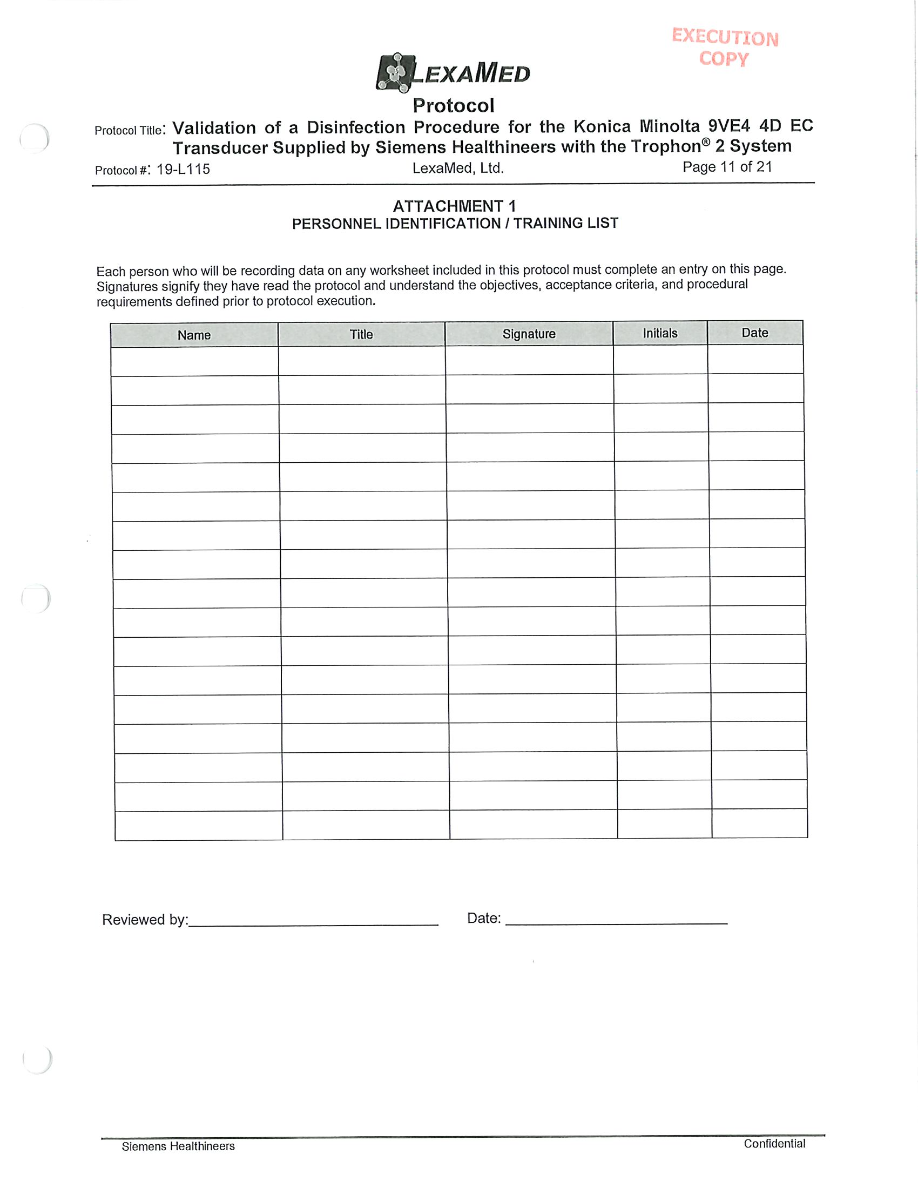 EXECUTION
COPY
LEXAMED
Protocol
Protocol Title: Validation of a Disinfection Procedure for the Konica Minolta 9VE4 4D EC
Transducer Supplied by Siemens Healthineers with the Trophon® 2 System
Protocol #: 19-L115 LexaMed, Ltd. Page 11 of 21
ATTACHMENT 1
PERSONNEL IDENTIFICATION / TRAINING LIST
Each person who will be recording data on any worksheet included in this protocol must complete an entry on this page.
Signatures signify they have read the protocol and understand the objectives, acceptance criteria, and procedural
requirements defined prior to protocol execution.
Name Title Signature Initials Date
Reviewed by: Date:
Siemens Healthineers Confidential